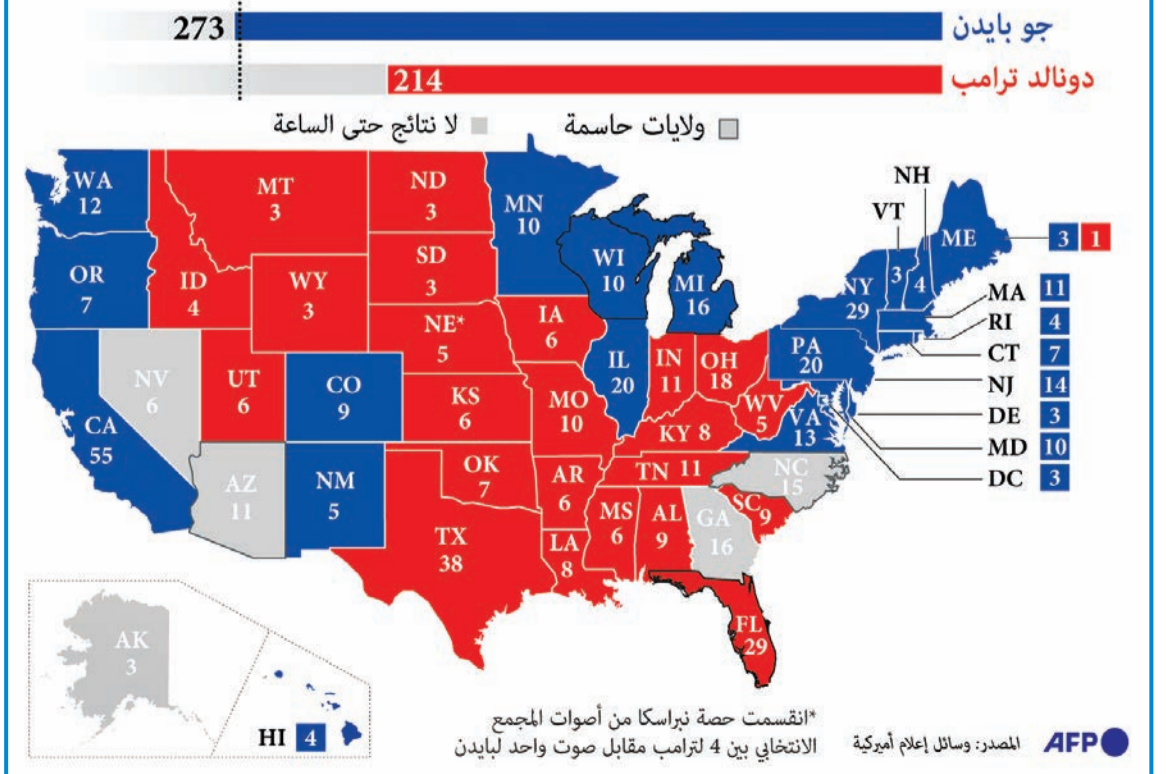 جو بايدن
273
دونالد ترامب
214
ولايات حاسمة
لا نتائج حتى الساعة
WA
12
OR
7
CA
55
NV
6
ID
4
MT
3
WY
3
UT
6
AZ
11
CO
9
NM
5
ND
3
SD
3
NE*
5
KS
6
OK
7
TX
38
MN
10
IA
6
MO
10
AR
6
LA
8
WI
10
IL
20
MI
16
IN
11
OH
18
KY 8
TN 11
MS
6
AL
9
GA
16
FL
29
SC
9
NC
15
VA
13
WV
5
PA
20
NY
29
VT
3
NH
4
ME
3 1
MA 11
RI 4
CT 7
NJ 14
DE 3
MD 10
DC 3
AK
3
HI 4
*انقسمت حصة نبراسكا من أصوات المجمع
الانتخابي بين 4 لترامب مقابل صوت واحد لبايدن
المصدر: وسائل إعلام أميركية
AFP